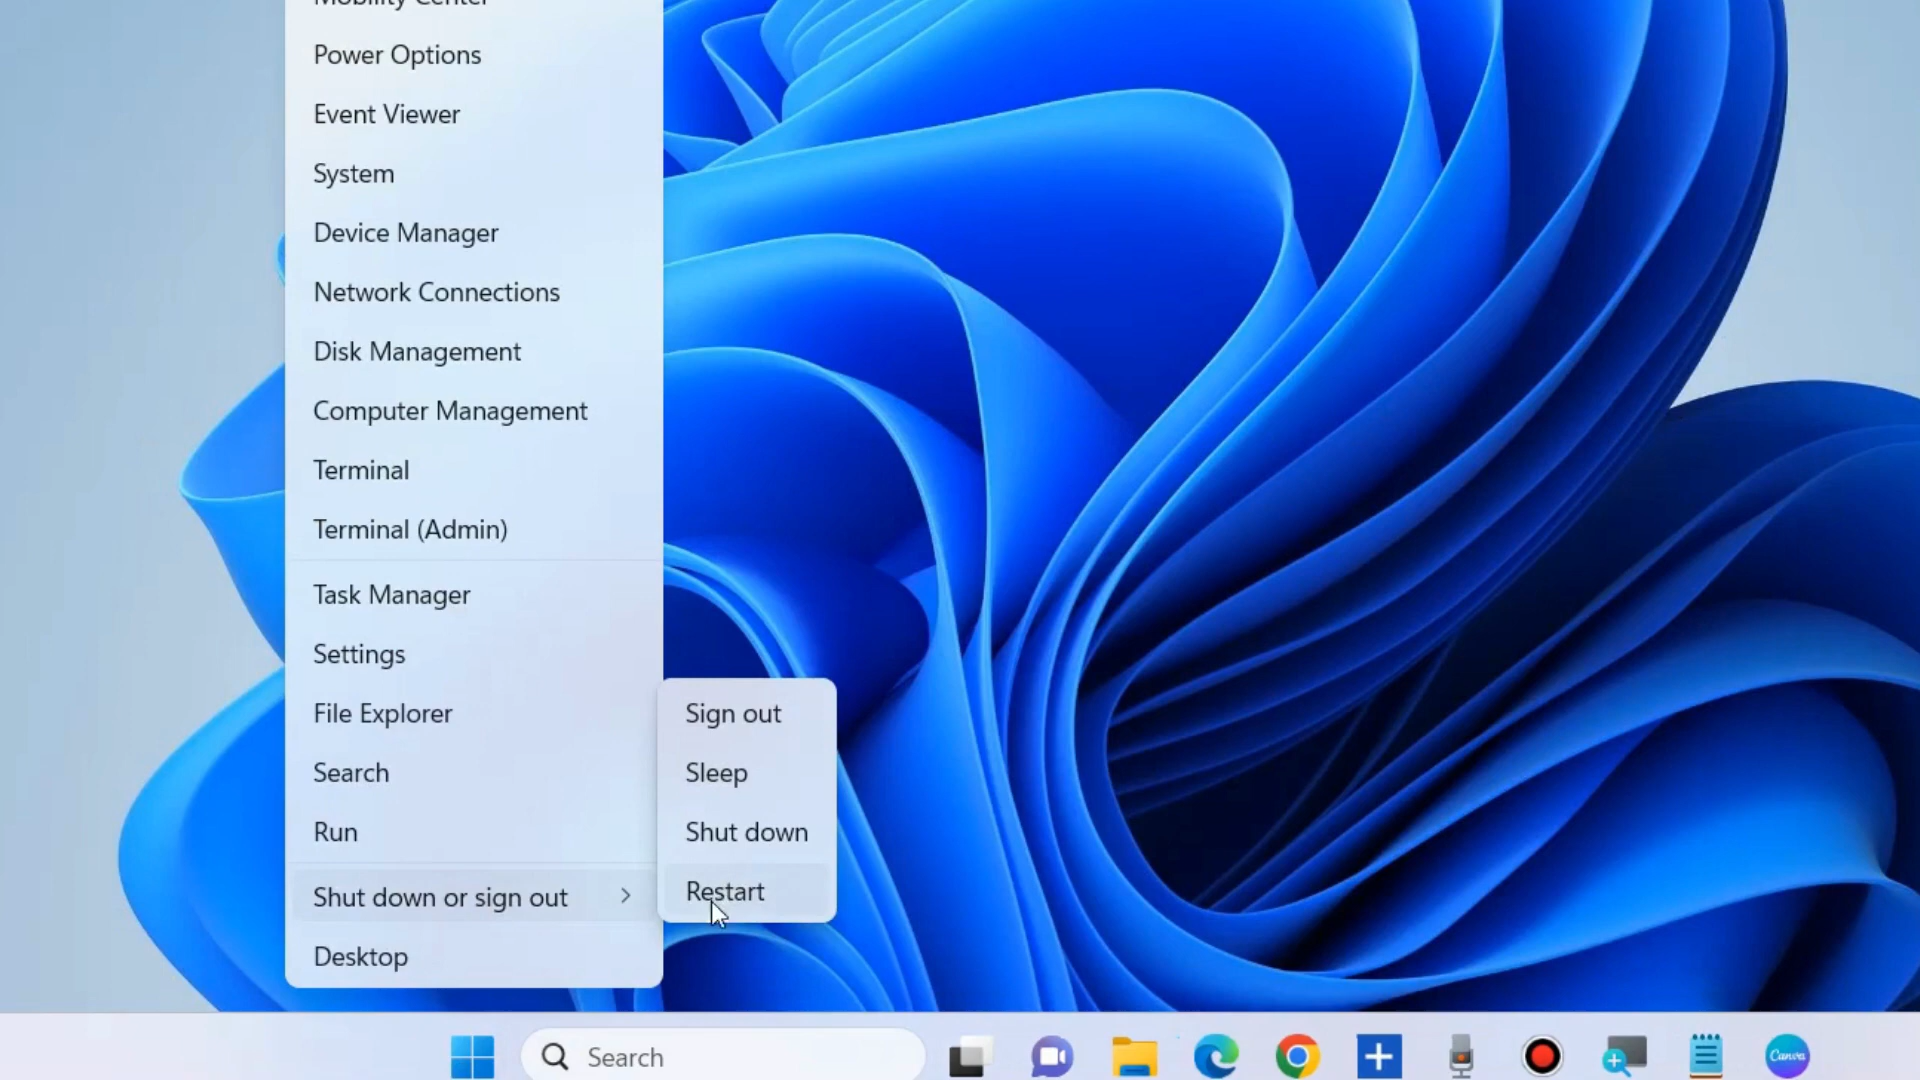 Mobility Center
Power Options
Event Viewer
System
Device Manager
Network Connections
Disk Management
Computer Management
Terminal
Terminal (Admin)
Task Manager
Settings
File Explorer
Search
Run
Shut down or sign out
Desktop
Sign out
Sleep
Shut down
Restart
Search
Canva